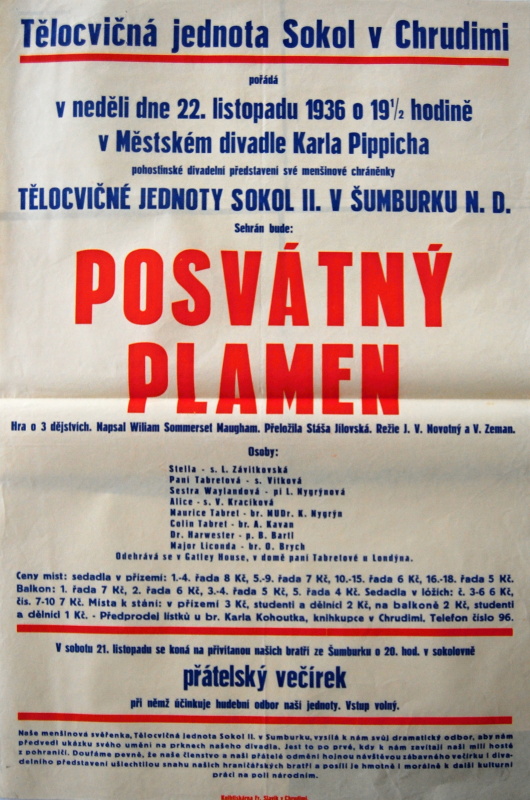 Tělocvičná jednota Sokol v Chrudimi
pořádá
v neděli dne 22. listopadu 1936 o 19½ hodině
v Městském divadle Karla Pippicha
pohostinské divadelní představení své menšinové chráněnky
TĚLOCVIČNÉ JEDNOTY SOKOL II. V ŠUMBURKU N. D.
Sehrán bude:
POSVÁTNÝ
PLAMEN
Hra o 3 dějstvích. Napsal Wiliam Sommerset Maugham. Přeložila Stáša Jílovská. Režie J. V. Novotný a V. Zeman.
Osoby:
Stella - s. L. Závitkovská
Paní Tabretová - s. Vítková
Sestra Waylandová - pí L. Nygrýnová
Alice - s. V. Kracíková
Maurice Tabret - br. MUDr. K. Nygrýn
Colin Tabret - br. A. Kavan
Dr. Harwester - p. B. Bartl
Major Liconda - br. O. Brych
Odehrává se v Gatley House, v domě paní Tabretové u Londýna.
Ceny míst: sedadla v přízemí: 1.-4. řada 8 Kč, 5.-9. řada 7 Kč, 10.-15. řada 6 Kč, 16.-18. řada 5 Kč.
Balkon: 1. řada 7 Kč, 2. řada 6 Kč, 3.-4. řada 5 Kč, 5. řada 4 Kč. Sedadla v lóžích: č. 3-6 6 Kč,
čís. 7-10 7 Kč. Místa k stání: v přízemí 3 Kč, studenti a dělníci 2 Kč, na balkoně 2 Kč, studenti
a dělníci 1 Kč. - Předprodej lístků u br. Karla Kohoutka, knihkupce v Chrudimi. Telefon číslo 96.
V sobotu 21. listopadu se koná na přivítanou našich bratří ze Šumburku o 20. hod. v sokolovně
přátelský večírek
při němž účinkuje hudební odbor naší jednoty. Vstup volný.
Naše menšinová svěřenka, Tělocvičná jednota Sokol II. v Šumburku, vysílá k nám svůj dramatický odbor, aby nám
předvedl ukázku svého umění na prknech našeho divadla. Jest to po prvé, kdy k nám zavítají naši milí hosté
z pohraničí. Doufáme pevně, že naše členstvo a naši přátelé odmění hojnou návštěvou zábavného večírku i diva-
delního představení ušlechtilou snahu našich hraničářských bratří a posílí je hmotně i morálně k další kulturní
práci na poli národním.
Knihtiskárna Fr. Slavík v Chrudimi